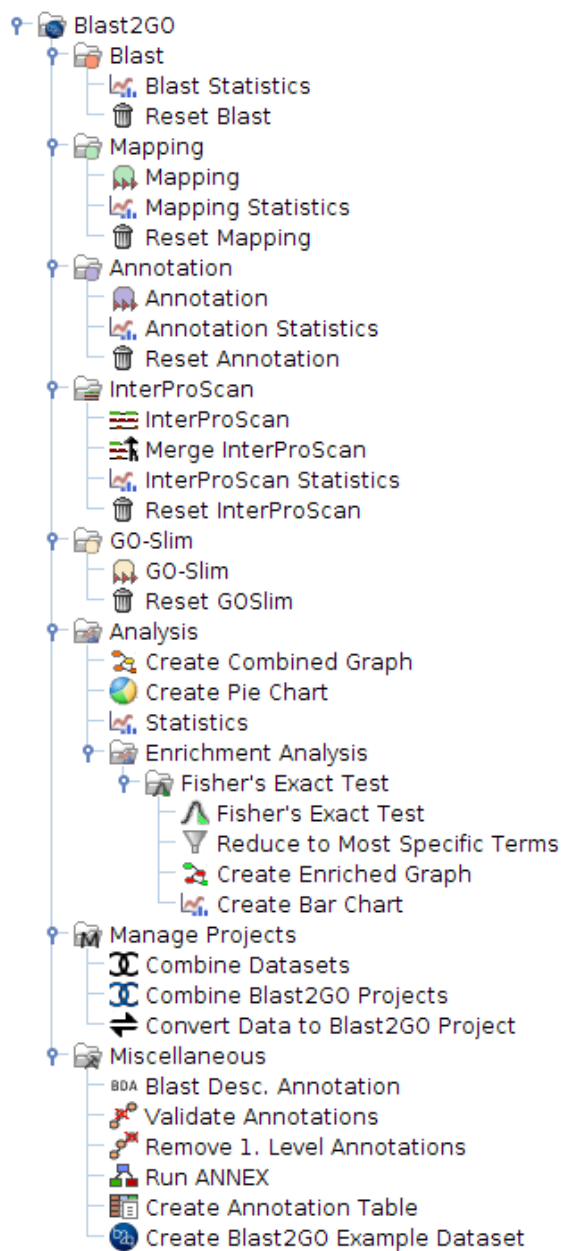 Blast2GO
Blast
Blast Statistics
Reset Blast
Mapping
Mapping
Mapping Statistics
Reset Mapping
Annotation
Annotation
Annotation Statistics
Reset Annotation
InterProScan
InterProScan
Merge InterProScan
InterProScan Statistics
Reset InterProScan
GO-Slim
GO-Slim
Reset GOSlim
Analysis
Create Combined Graph
Create Pie Chart
Statistics
Enrichment Analysis
Fisher's Exact Test
Fisher's Exact Test
Reduce to Most Specific Terms
Create Enriched Graph
Create Bar Chart
M Manage Projects
Combine Datasets
Combine Blast2GO Projects
Convert Data to Blast2GO Project
Miscellaneous
BDA Blast Desc. Annotation
Validate Annotations
Remove 1. Level Annotations
Run ANNEX
Create Annotation Table
b2g Create Blast2GO Example Dataset